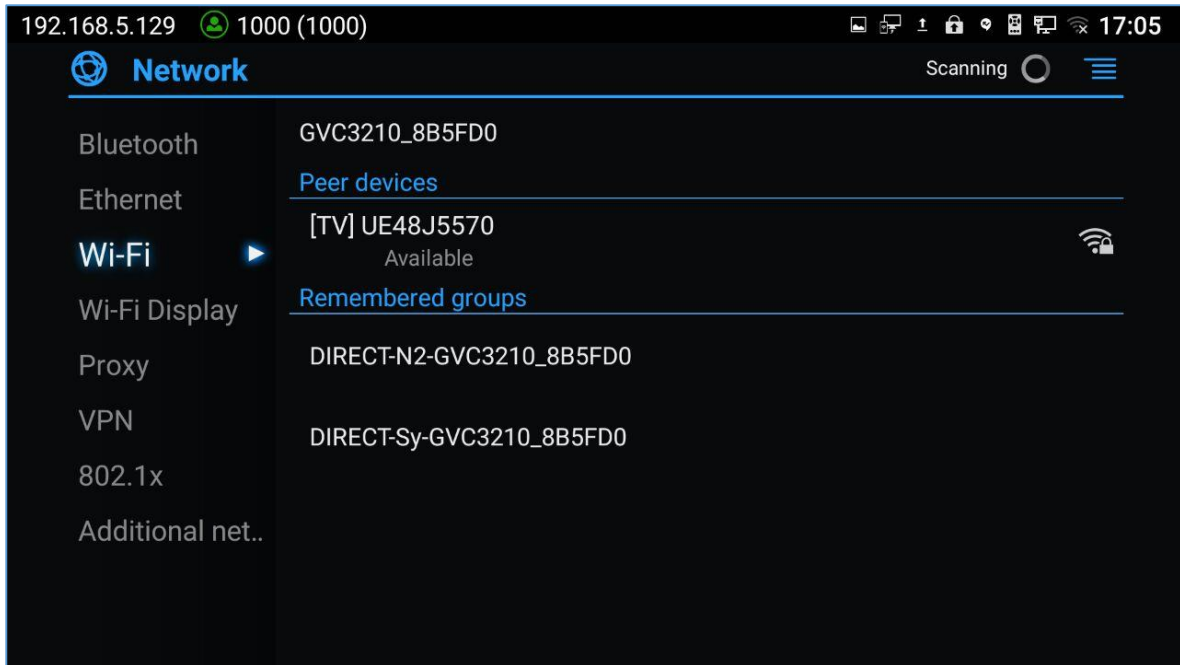 192.168.5.129 1000 (1000) 17:05
Network Scanning
Bluetooth
Ethernet
Wi-Fi
Wi-Fi Display
Proxy
VPN
802.1x
Additional net..
GVC3210_8B5FD0
Peer devices
[TV] UE48J5570
Available
Remembered groups
DIRECT-N2-GVC3210_8B5FD0
DIRECT-Sy-GVC3210_8B5FD0